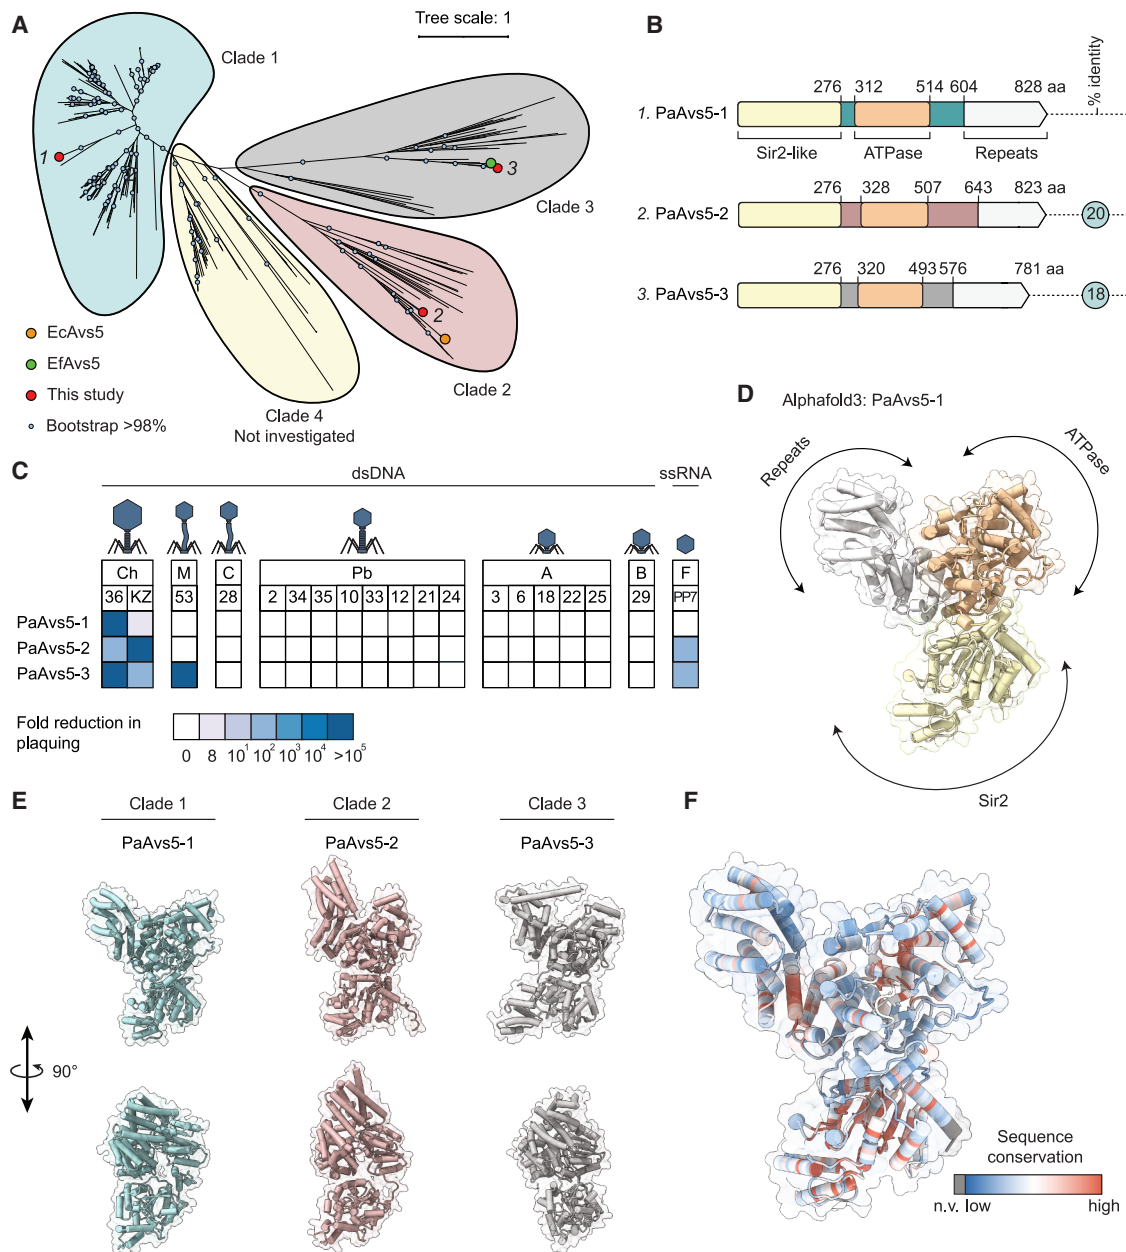 A
Tree scale: 1
Clade 1
1
3
Clade 3
2
Clade 2
Clade 4
Not investigated
EcAvs5
EfAvs5
This study
Bootstrap >98%
B
% identity
276 312 514 604 828 aa
1. PaAvs5-1
Sir2-like ATPase Repeats
276 328 507 643 823 aa
2. PaAvs5-2 20
276 320 493 576 781 aa
3. PaAvs5-3 18
C
dsDNA ssRNA
Ch M C Pb A B F
36 KZ 53 28 2 34 35 10 33 12 21 24 3 6 18 22 25 29 PP7
PaAvs5-1
PaAvs5-2
PaAvs5-3
Fold reduction in
plaquing
0 8 10¹ 10² 10³ 10⁴ >10⁵
D
Alphafold3: PaAvs5-1
Repeats
ATPase
Sir2
E
Clade 1 Clade 2 Clade 3
PaAvs5-1 PaAvs5-2 PaAvs5-3
90°
F
Sequence
conservation
n.v. low high